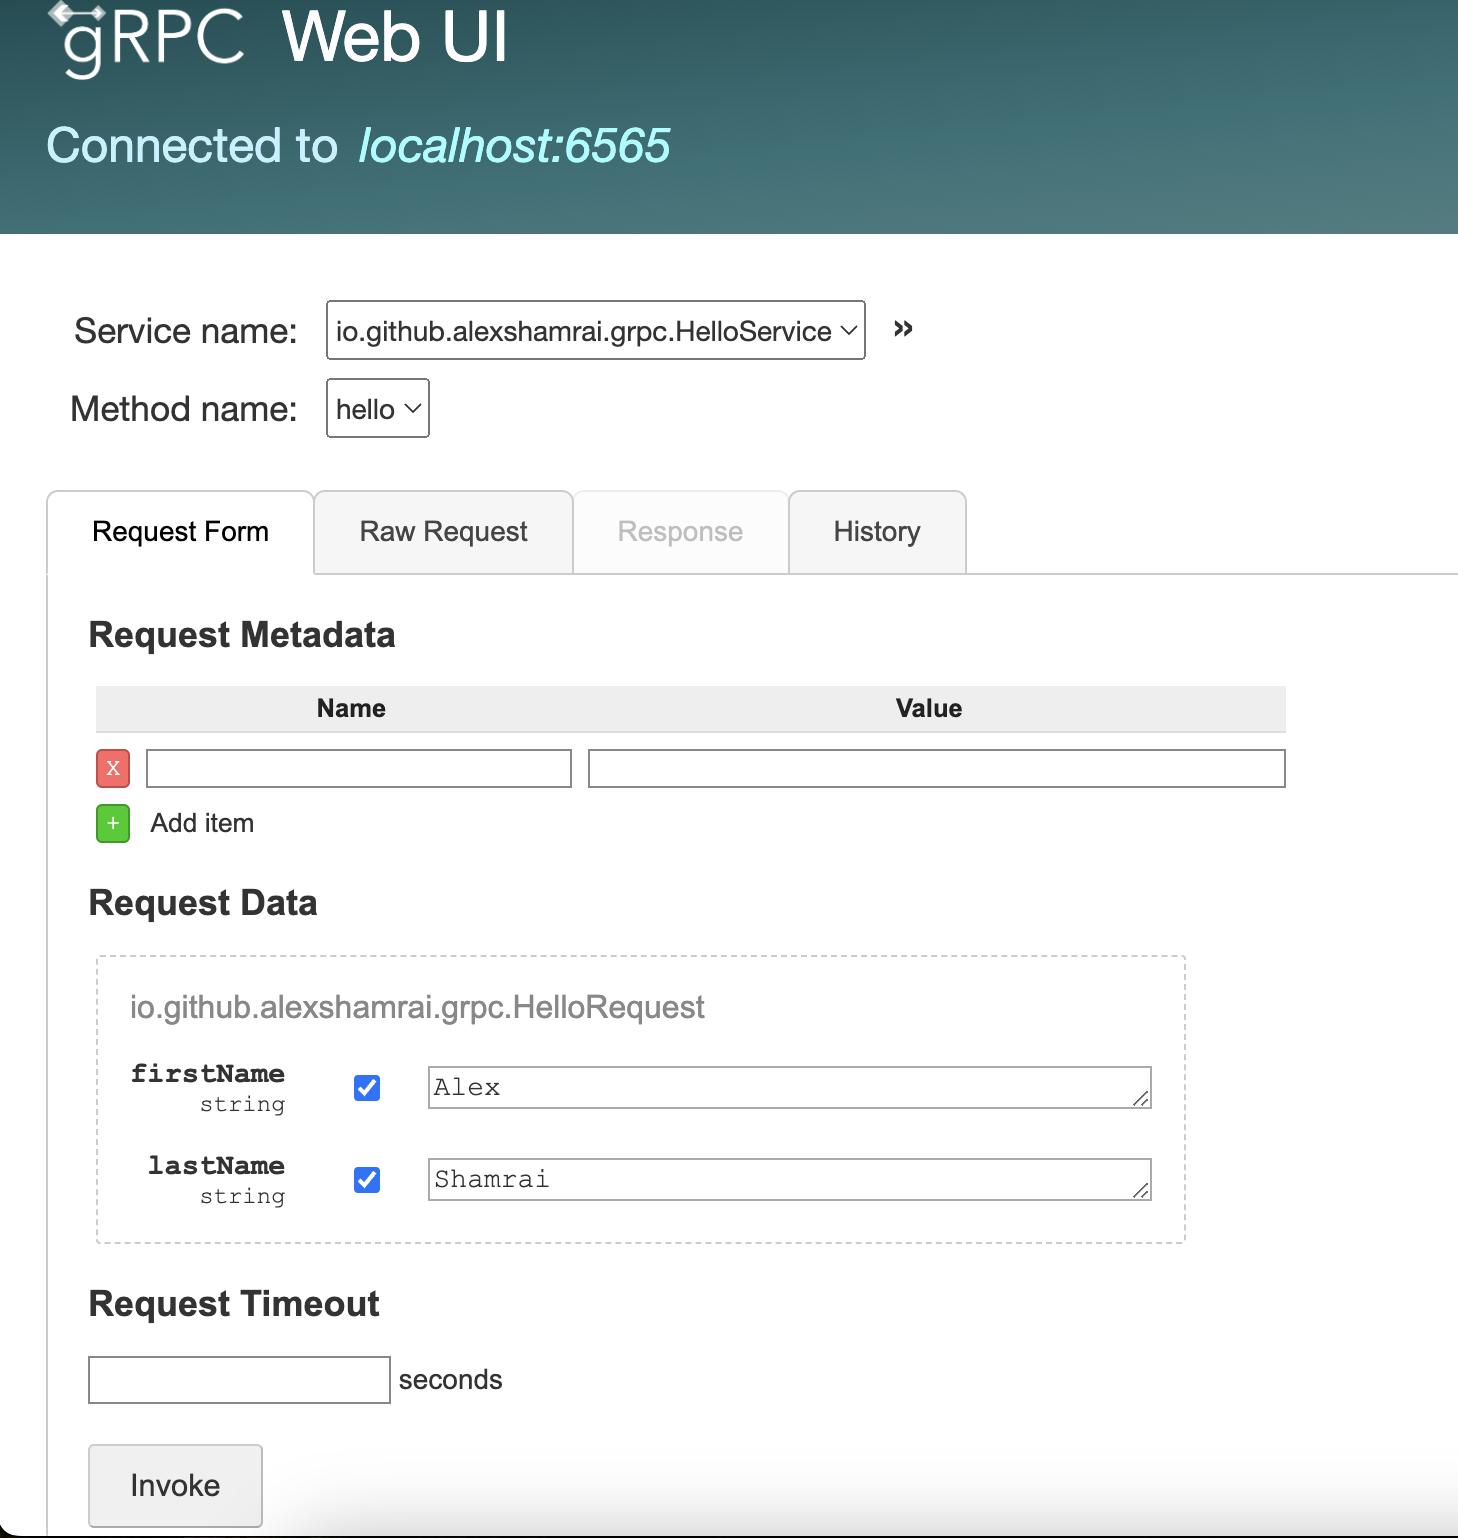 gRPC Web UI
Connected to localhost:6565
Service name: io.github.alexshamrai.grpc.HelloService »
Method name: hello
Request Form Raw Request Response History
Request Metadata
Name Value
X
+ Add item
Request Data
io.github.alexshamrai.grpc.HelloRequest
firstName Alex
string
lastName Shamrai
string
Request Timeout
seconds
Invoke